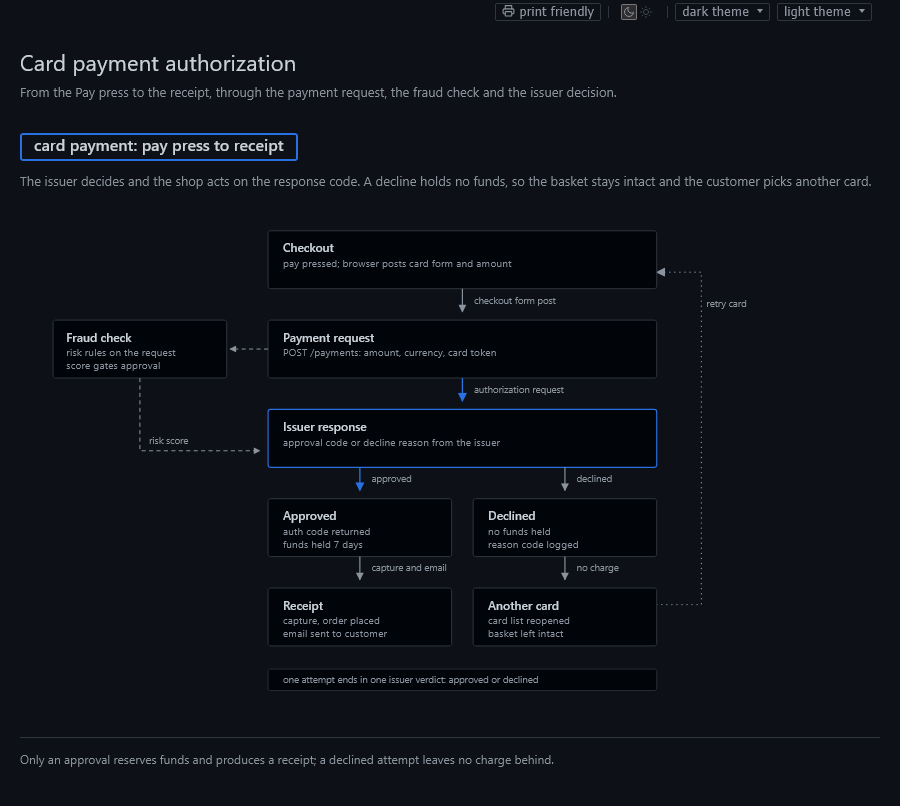 print friendly
dark theme
light theme
Card payment authorization
From the Pay press to the receipt, through the payment request, the fraud check and the issuer decision.
card payment: pay press to receipt
The issuer decides and the shop acts on the response code. A decline holds no funds, so the basket stays intact and the customer picks another card.
Checkout
pay pressed; browser posts card form and amount
checkout form post
retry card
Fraud check
risk rules on the request
score gates approval
Payment request
POST /payments: amount, currency, card token
authorization request
Issuer response
approval code or decline reason from the issuer
risk score
approved
declined
Approved
auth code returned
funds held 7 days
Declined
no funds held
reason code logged
capture and email
no charge
Receipt
capture, order placed
email sent to customer
Another card
card list reopened
basket left intact
one attempt ends in one issuer verdict: approved or declined
Only an approval reserves funds and produces a receipt; a declined attempt leaves no charge behind.